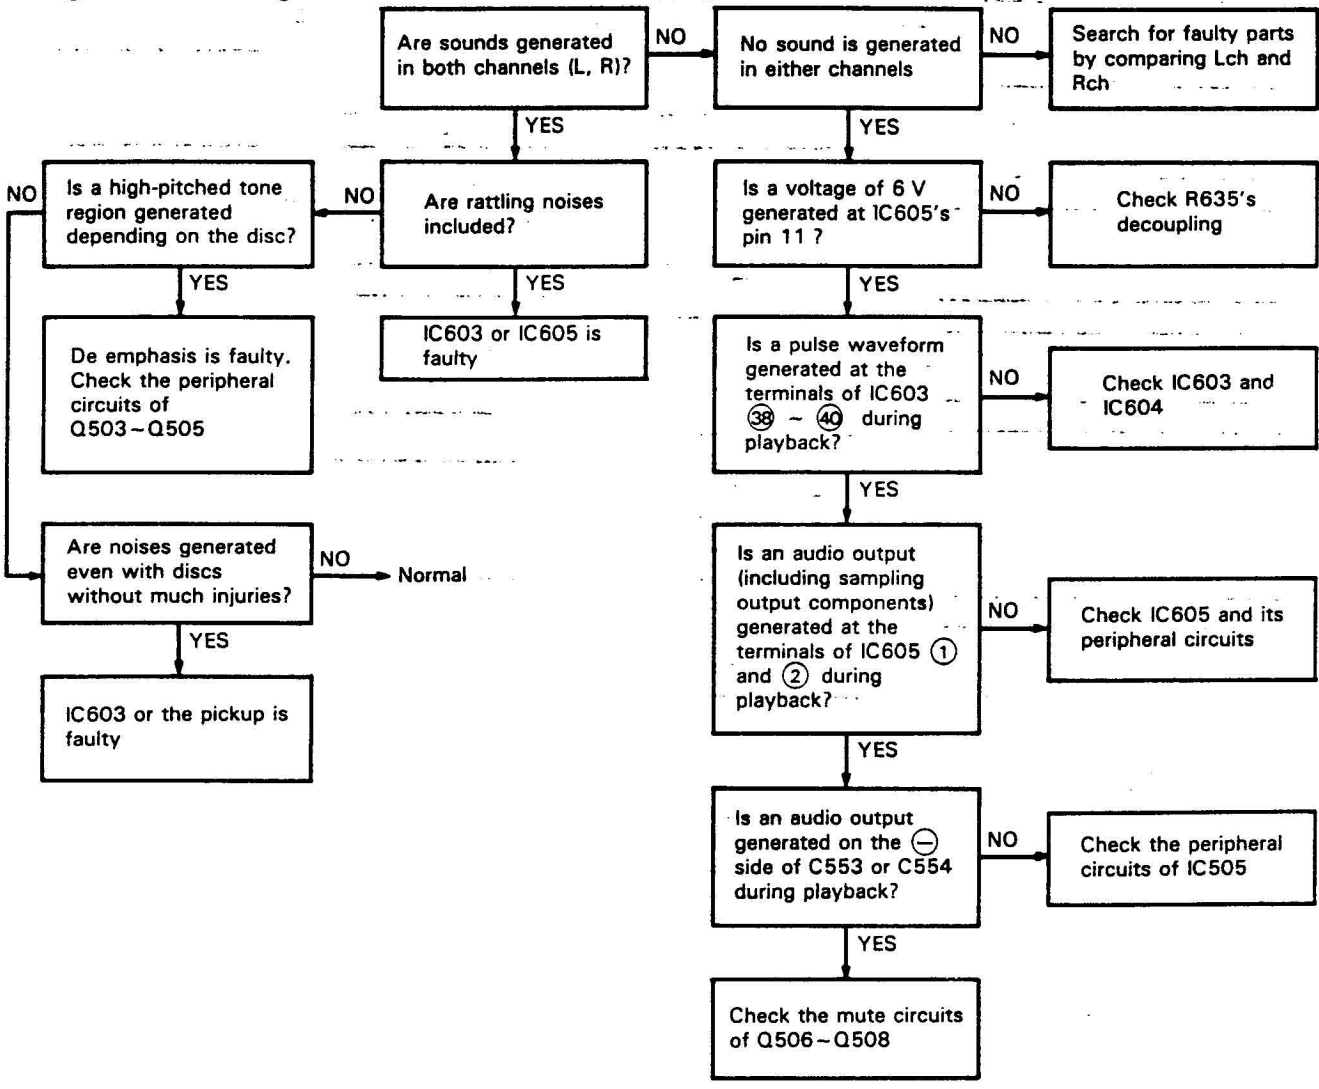 Are sounds generated
in both channels (L, R)?
NO
No sound is generated
in either channels
NO
Search for faulty parts
by comparing Lch and
Rch
YES
YES
NO
Is a high-pitched tone
region generated
depending on the disc?
NO
Are rattling noises
included?
Is a voltage of 6 V
generated at IC605's
pin 11 ?
NO
Check R635's
decoupling
YES
YES
YES
De emphasis is faulty.
Check the peripheral
circuits of
Q503~Q505
IC603 or IC605 is
faulty
Is a pulse waveform
generated at the
terminals of IC603
㊳ ~ ㊵ during
playback?
NO
Check IC603 and
IC604
YES
Are noises generated
even with discs
without much injuries?
NO
Normal
Is an audio output
(including sampling
output components)
generated at the
terminals of IC605 ①
and ② during
playback?
NO
Check IC605 and its
peripheral circuits
YES
IC603 or the pickup is
faulty
YES
Is an audio output
generated on the ⊖
side of C553 or C554
during playback?
NO
Check the peripheral
circuits of IC505
YES
Check the mute circuits
of Q506~Q508